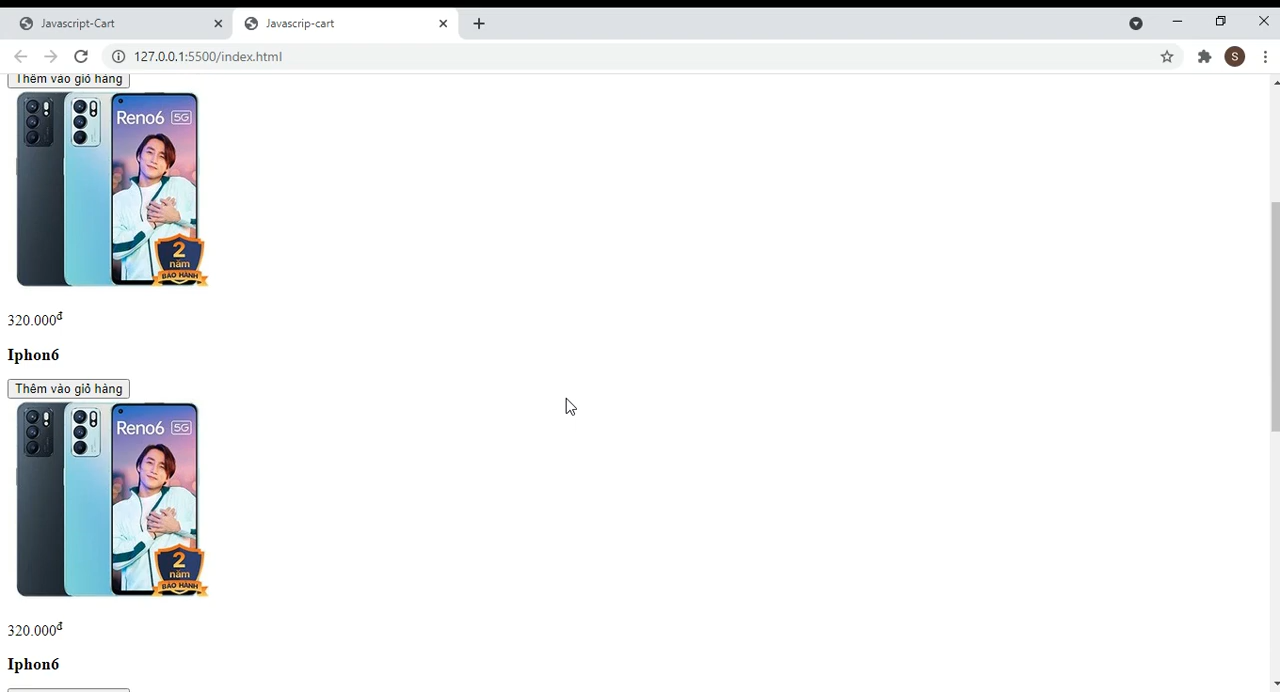 Javascript-Cart
Javascrip-cart
127.0.0.1:5500/index.html
S
Thêm vào giỏ hàng
Reno6 5G
2
năm
BẢO HÀNH
320.000đ
Iphon6
Thêm vào giỏ hàng
Reno6 5G
2
năm
BẢO HÀNH
320.000đ
Iphon6